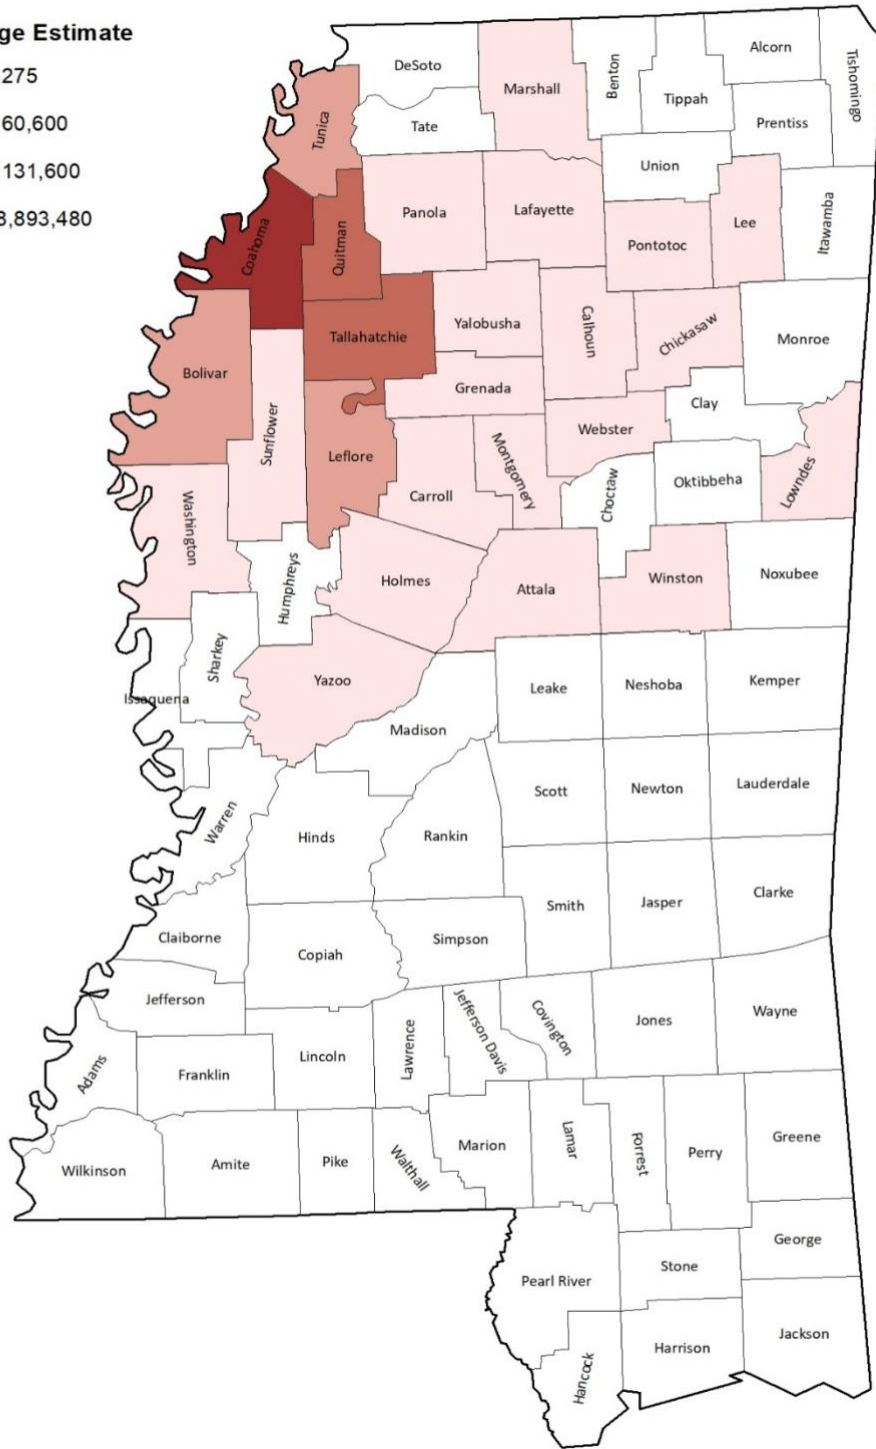 ge Estimate
275
60,600
131,600
3,893,480
DeSoto
Tate
Marshall
Benton
Tippah
Alcorn
Prentiss
Tishomingo
Tunica
Union
Panola
Lafayette
Pontotoc
Lee
Itawamba
Coahoma
Quitman
Tallahatchie
Yalobusha
Calhoun
Chickasaw
Monroe
Bolivar
Sunflower
Leflore
Grenada
Webster
Clay
Carroll
Montgomery
Choctaw
Oktibbeha
Lowndes
Washington
Humphreys
Holmes
Attala
Winston
Noxubee
Sharkey
Issaquena
Yazoo
Madison
Leake
Neshoba
Kemper
Warren
Hinds
Rankin
Scott
Newton
Lauderdale
Claiborne
Copiah
Simpson
Smith
Jasper
Clarke
Jefferson
Adams
Franklin
Lincoln
Lawrence
Jefferson Davis
Covington
Jones
Wayne
Wilkinson
Amite
Pike
Walthall
Marion
Lamar
Forrest
Perry
Greene
Pearl River
Stone
George
Hancock
Harrison
Jackson